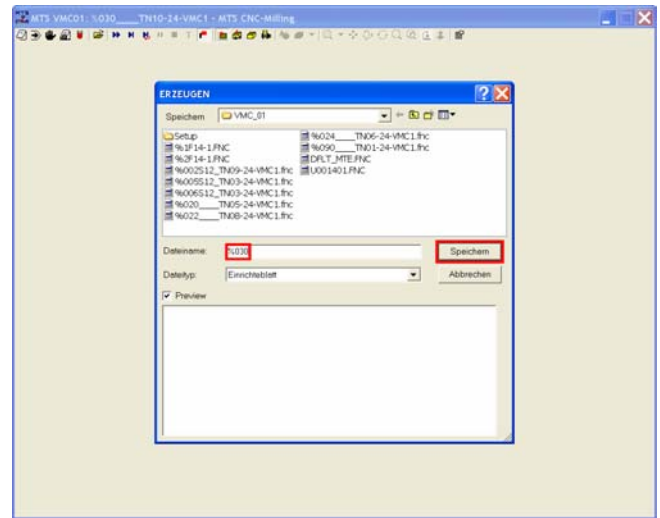 MTS VMC01: %030____TN10-24-VMC1 - MTS CNC-Milling
ERZEUGEN
Speichern VMC_01
Setup
%1F14-1.FNC
%2F14-1.FNC
%002S12_TN09-24-VMC1.fnc
%005S12_TN03-24-VMC1.fnc
%006S12_TN03-24-VMC1.fnc
%020____TN05-24-VMC1.fnc
%022____TN08-24-VMC1.fnc
%024____TN06-24-VMC1.fnc
%090____TN01-24-VMC1.fnc
DFLT_MTE.FNC
U001401.FNC
Dateiname: %030 Speichern
Dateityp: Einrichteblatt Abbrechen
Preview